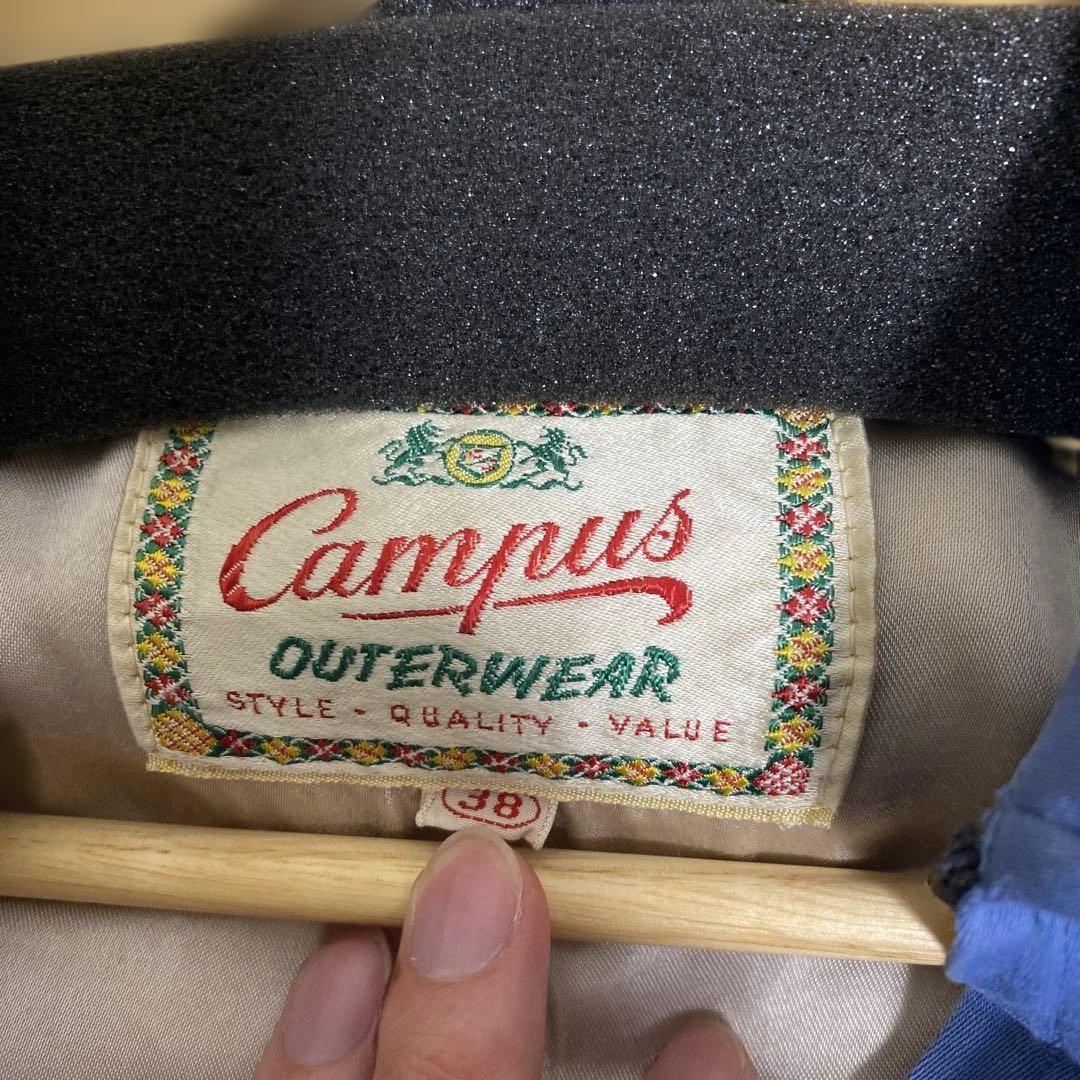 Campus
OUTERWEAR
STYLE - QUALITY - VALUE
38